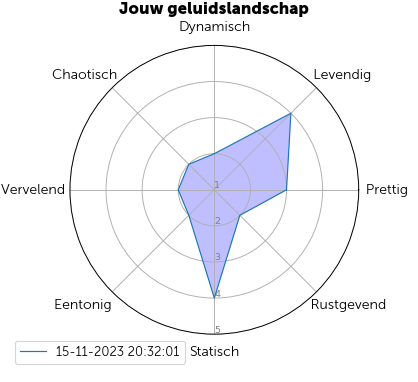 Jouw geluidslandschap
Dynamisch
Chaotisch
Levendig
Vervelend
1
Prettig
2
3
4
Eentonig
Rustgevend
5
15-11-2023 20:32:01
Statisch